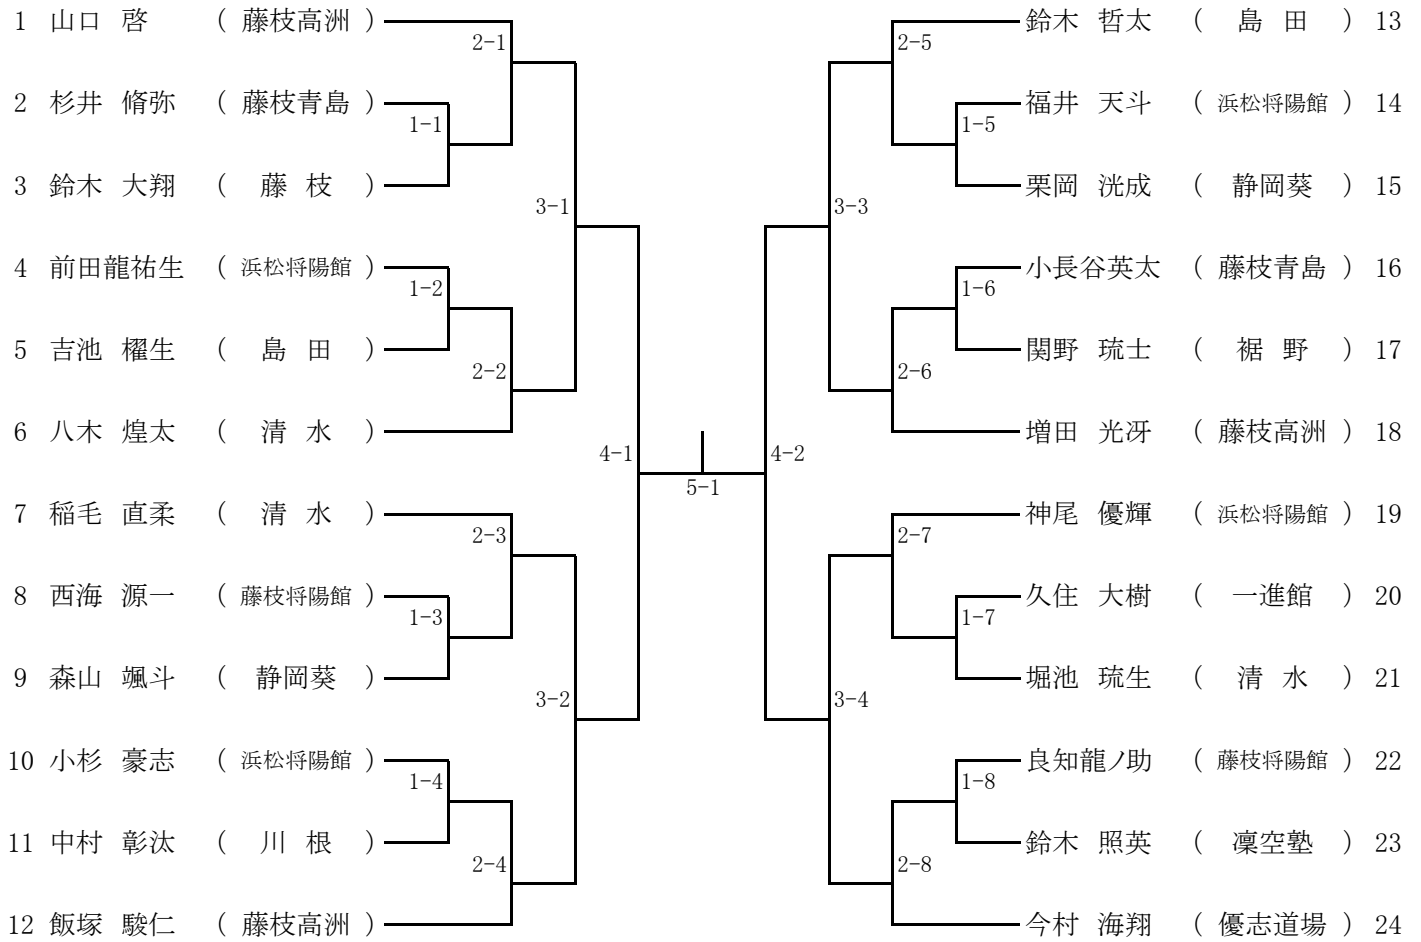 1 山口 啓 ( 藤枝高洲 )
2-1
2 杉井 脩弥 ( 藤枝青島 )
1-1
3 鈴木 大翔 ( 藤 枝 )
3-1
4 前田龍祐生 ( 浜松将陽館 )
1-2
5 吉池 櫂生 ( 島 田 )
2-2
6 八木 煌太 ( 清 水 )
4-1
7 稲毛 直柔 ( 清 水 )
2-3
8 西海 源一 ( 藤枝将陽館 )
1-3
9 森山 颯斗 ( 静岡葵 )
3-2
10 小杉 豪志 ( 浜松将陽館 )
1-4
11 中村 彰汰 ( 川 根 )
2-4
12 飯塚 駿仁 ( 藤枝高洲 )
5-1
鈴木 哲太 ( 島 田 ) 13
2-5
福井 天斗 ( 浜松将陽館 ) 14
1-5
栗岡 洸成 ( 静岡葵 ) 15
3-3
小長谷英太 ( 藤枝青島 ) 16
1-6
関野 琉士 ( 裾 野 ) 17
2-6
増田 光冴 ( 藤枝高洲 ) 18
4-2
神尾 優輝 ( 浜松将陽館 ) 19
2-7
久住 大樹 ( 一進館 ) 20
1-7
堀池 琉生 ( 清 水 ) 21
3-4
良知龍ノ助 ( 藤枝将陽館 ) 22
1-8
鈴木 照英 ( 凜空塾 ) 23
2-8
今村 海翔 ( 優志道場 ) 24